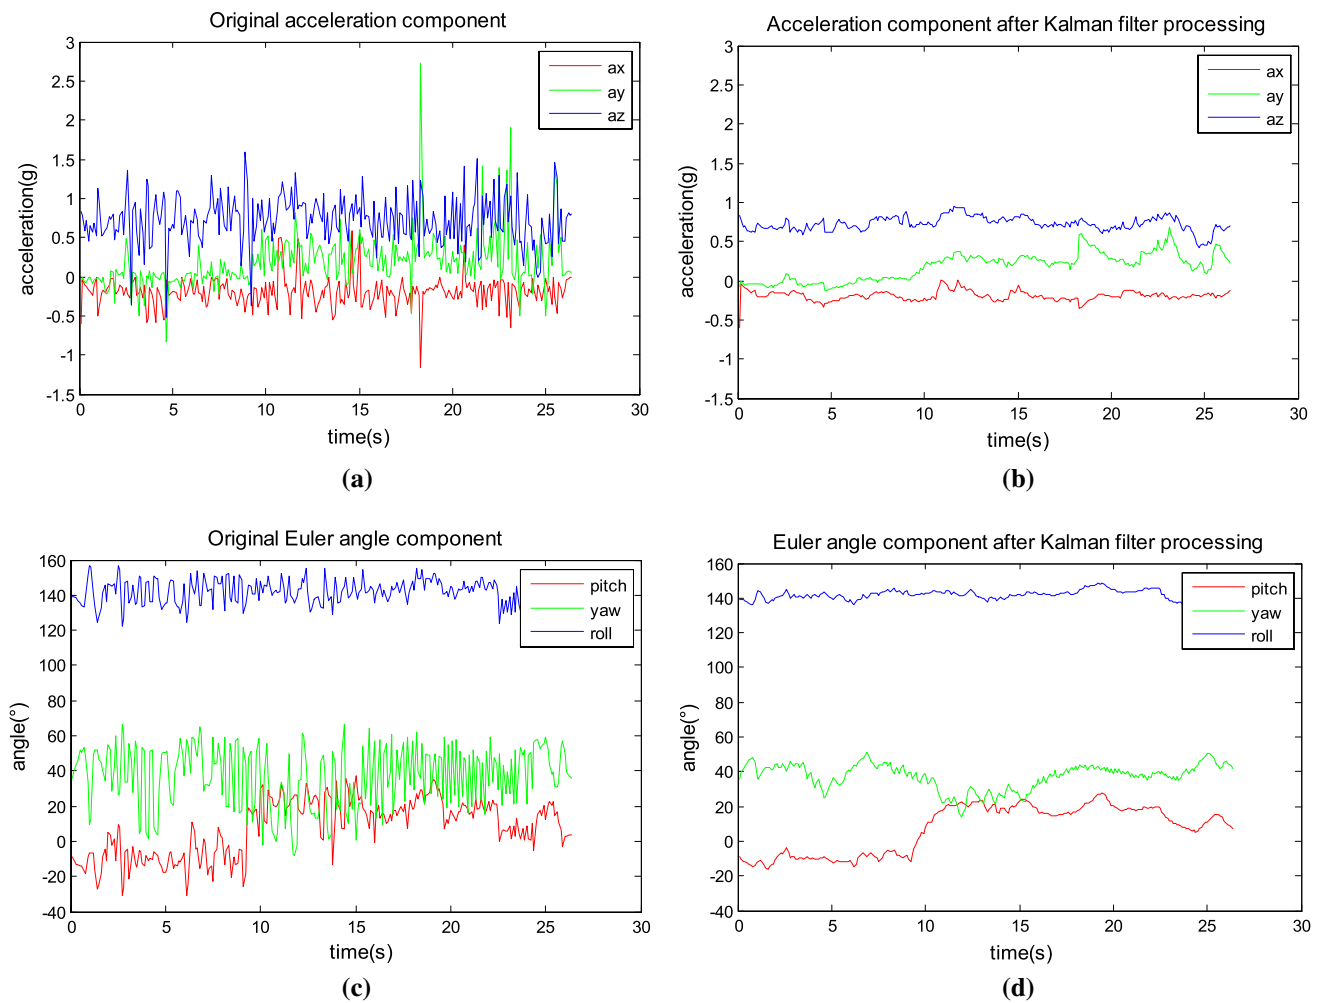 Original acceleration component
3
2.5
2
1.5
1
0.5
0
-0.5
-1
-1.5
acceleration(g)
ax
ay
az
0 5 10 15 20 25 30
time(s)
(a)
Acceleration component after Kalman filter processing
3
2.5
2
1.5
1
0.5
0
-0.5
-1
-1.5
acceleration(g)
ax
ay
az
0 5 10 15 20 25 30
time(s)
(b)
Original Euler angle component
160
140
120
100
80
60
40
20
0
-20
-40
angle(°)
pitch
yaw
roll
0 5 10 15 20 25 30
time(s)
(c)
Euler angle component after Kalman filter processing
160
140
120
100
80
60
40
20
0
-20
-40
angle(°)
pitch
yaw
roll
0 5 10 15 20 25 30
time(s)
(d)